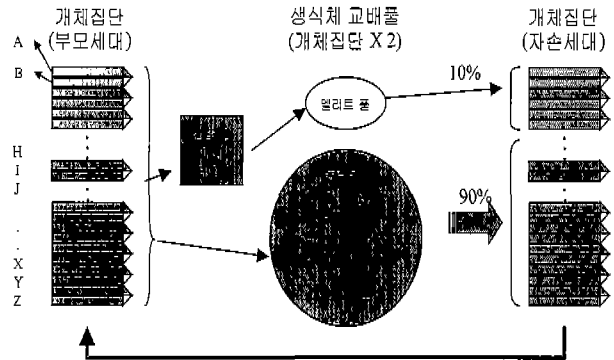 개체집단
(부모세대)
생식체 교배풀
(개체집단 X 2)
개체집단
(자손세대)
A
B
H
I
J
.
.
X
Y
Z
엘리트 풀
10%
90%